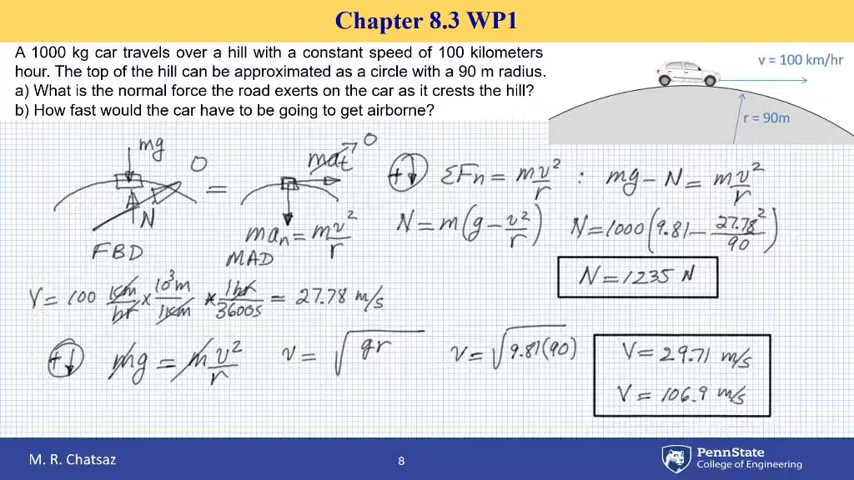 Chapter 8.3 WP1
A 1000 kg car travels over a hill with a constant speed of 100 kilometers
hour. The top of the hill can be approximated as a circle with a 90 m radius.
a) What is the normal force the road exerts on the car as it crests the hill?
b) How fast would the car have to be going to get airborne?
v = 100 km/hr
r = 90m
mg
O
N
FBD
=
mat O
man = mv²/r
MAD
+↓ ΣFn = mv²/r : mg - N = mv²/r
N = m(g - v²/r) N = 1000(9.81 - 27.78²/90)
N = 1235 N
V = 100 km/hr × 10³m/1km × 1hr/3600s = 27.78 m/s
+↓ mg = mv²/r v = √gr v = √9.81(90)
V = 29.71 m/s
V = 106.9 m/s
M. R. Chatsaz
8
PennState
College of Engineering